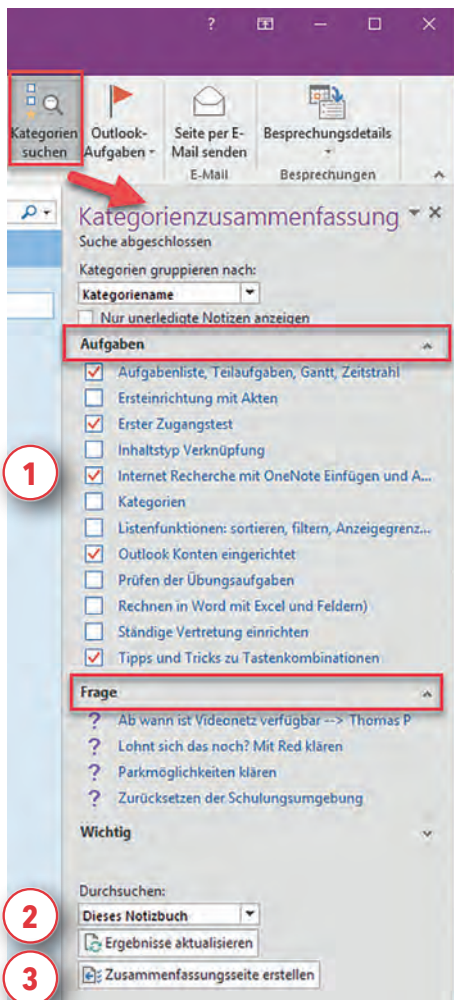 ?
Kategorien suchen
Outlook-Aufgaben
Seite per E-Mail senden
Besprechungsdetails
E-Mail
Besprechungen
Kategorienzusammenfassung
Suche abgeschlossen
Kategorien gruppieren nach:
Kategoriename
Nur unerledigte Notizen anzeigen
Aufgaben
Aufgabenliste, Teilaufgaben, Gantt, Zeitstrahl
Ersteinrichtung mit Akten
Erster Zugangstest
Inhaltstyp Verknüpfung
1
Internet Recherche mit OneNote Einfügen und A...
Kategorien
Listenfunktionen: sortieren, filtern, Anzeigegrenz...
Outlook Konten eingerichtet
Prüfen der Übungsaufgaben
Rechnen in Word mit Excel und Feldern)
Ständige Vertretung einrichten
Tipps und Tricks zu Tastenkombinationen
Frage
? Ab wann ist Videonetz verfügbar --> Thomas P
? Lohnt sich das noch? Mit Red klären
? Parkmöglichkeiten klären
? Zurücksetzen der Schulungsumgebung
Wichtig
Durchsuchen:
2
Dieses Notizbuch
Ergebnisse aktualisieren
3
Zusammenfassungsseite erstellen